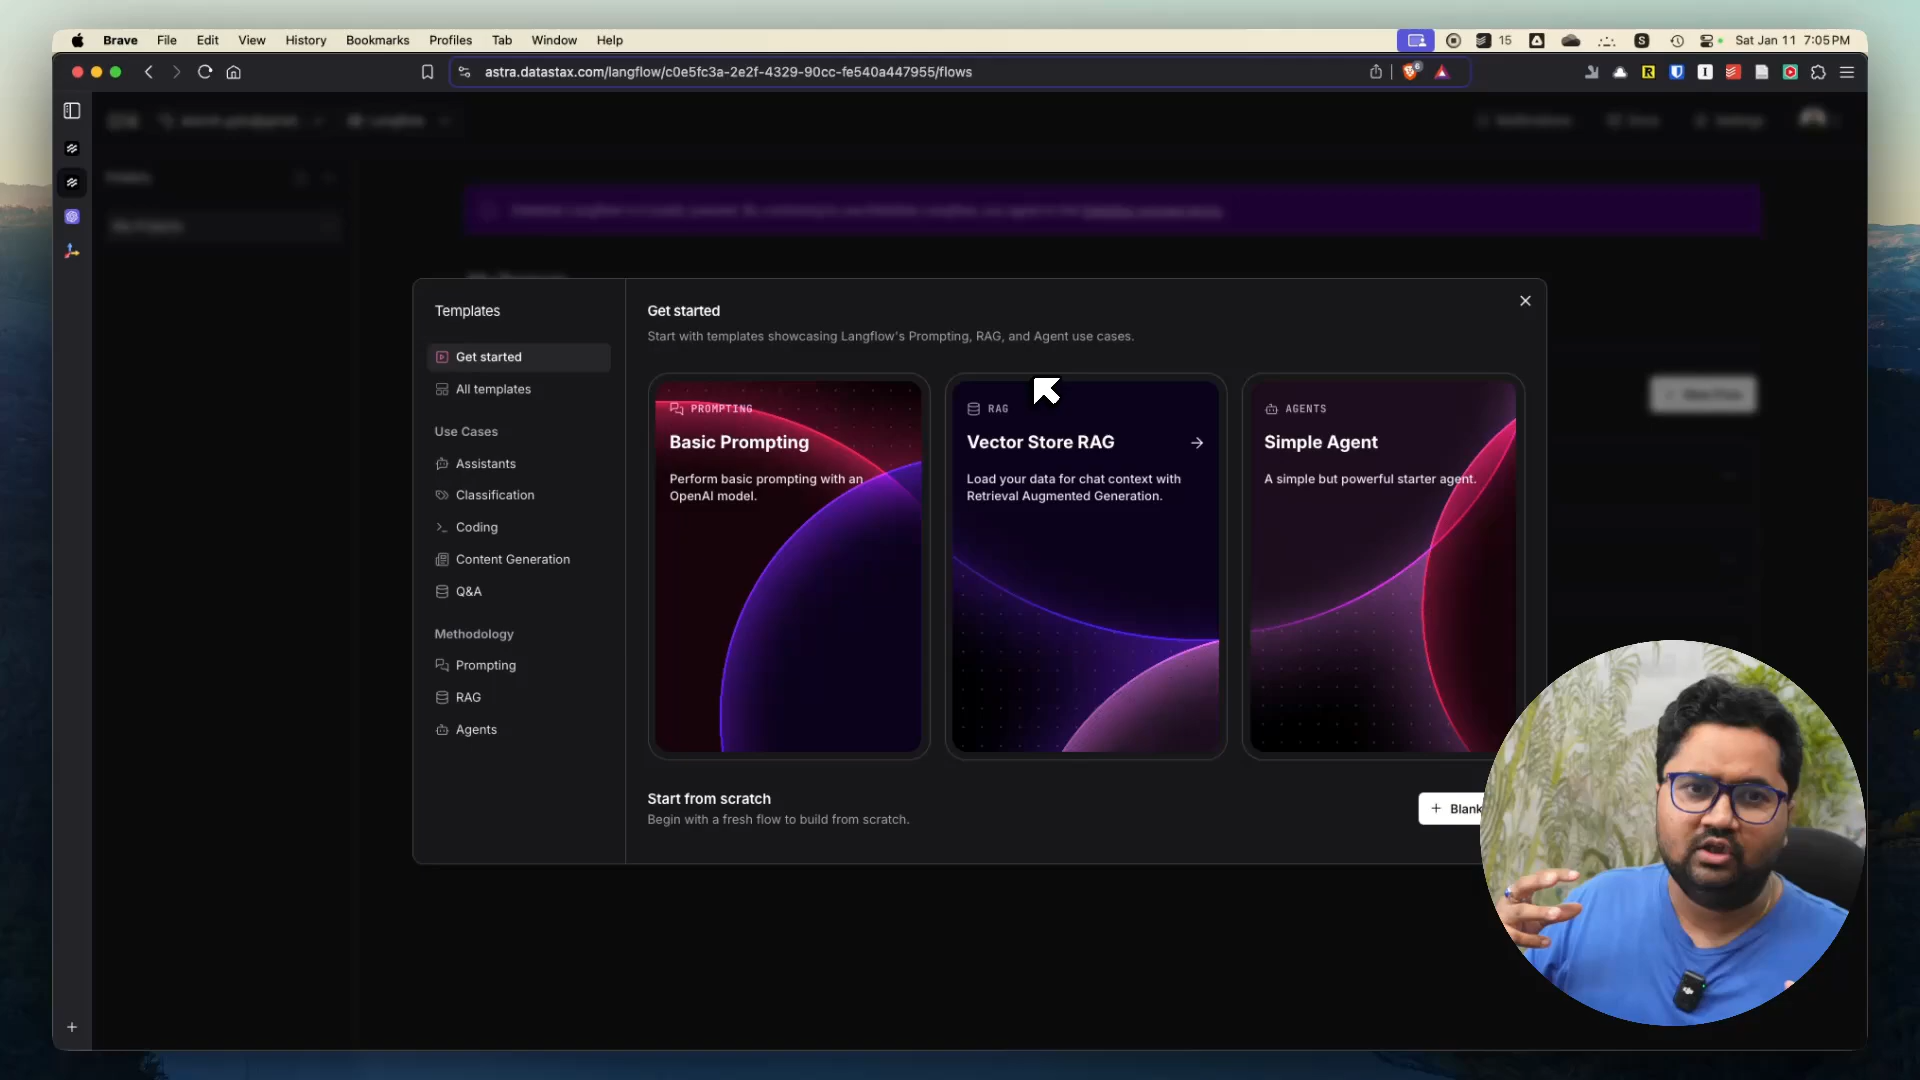 Brave File Edit View History Bookmarks Profiles Tab Window Help
15
S
Sat Jan 11 7:05 PM
astra.datastax.com/langflow/c0e5fc3a-2e2f-4329-90cc-fe540a447955/flows
6
R
I
Templates
Get started
All templates
Use Cases
Assistants
Classification
Coding
Content Generation
Q&A
Methodology
Prompting
RAG
Agents
Get started
Start with templates showcasing Langflow's Prompting, RAG, and Agent use cases.
PROMPTING
Basic Prompting
Perform basic prompting with an
OpenAI model.
RAG
Vector Store RAG
Load your data for chat context with
Retrieval Augmented Generation.
AGENTS
Simple Agent
A simple but powerful starter agent.
Start from scratch
Begin with a fresh flow to build from scratch.
+ Blank